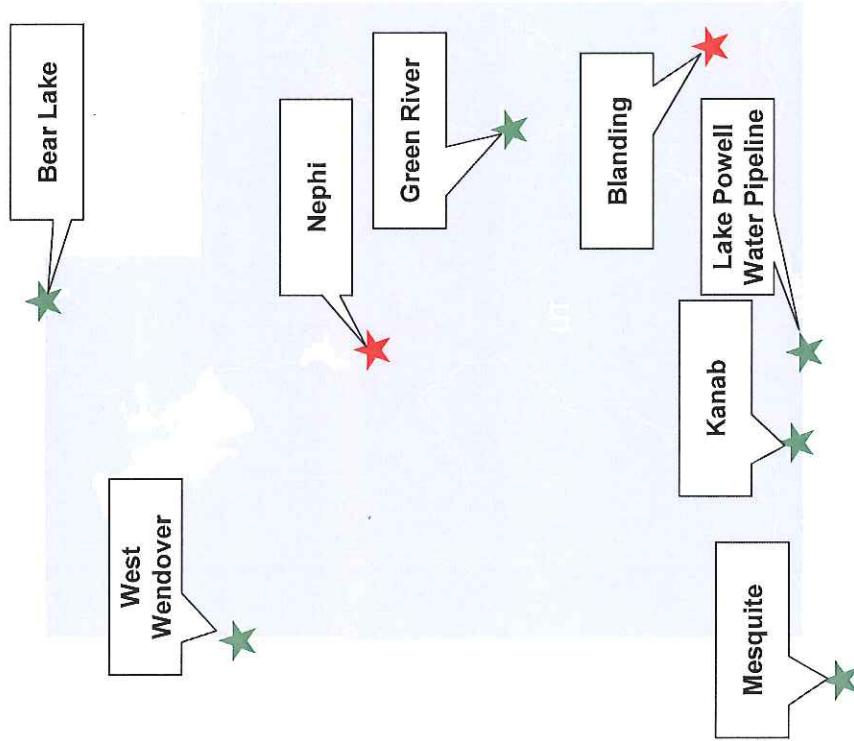 Bear Lake
West
Wendover
Nephi
Green River
Blanding
Lake Powell
Water Pipeline
Kanab
Mesquite